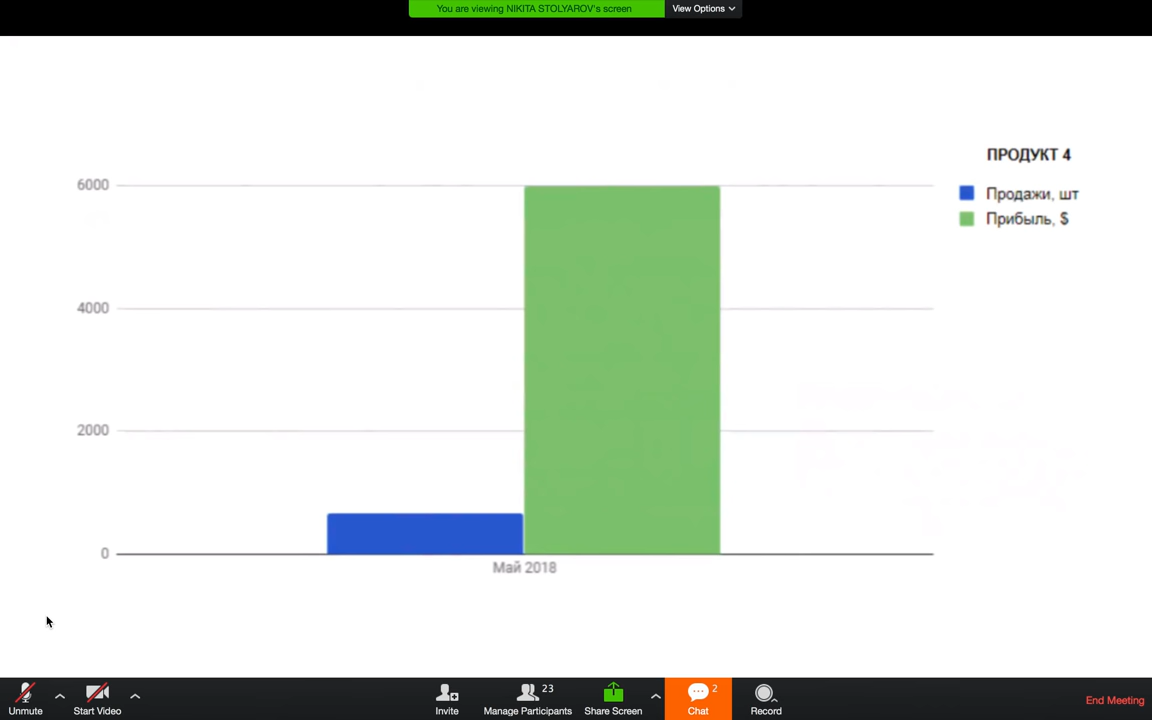 You are viewing NIKITA STOLYAROV's screen
View Options
ПРОДУКТ 4
Продажи, шт
Прибыль, $
6000
4000
2000
0
Май 2018
Unmute
Start Video
Invite
23
Manage Participants
Share Screen
2
Chat
Record
End Meeting